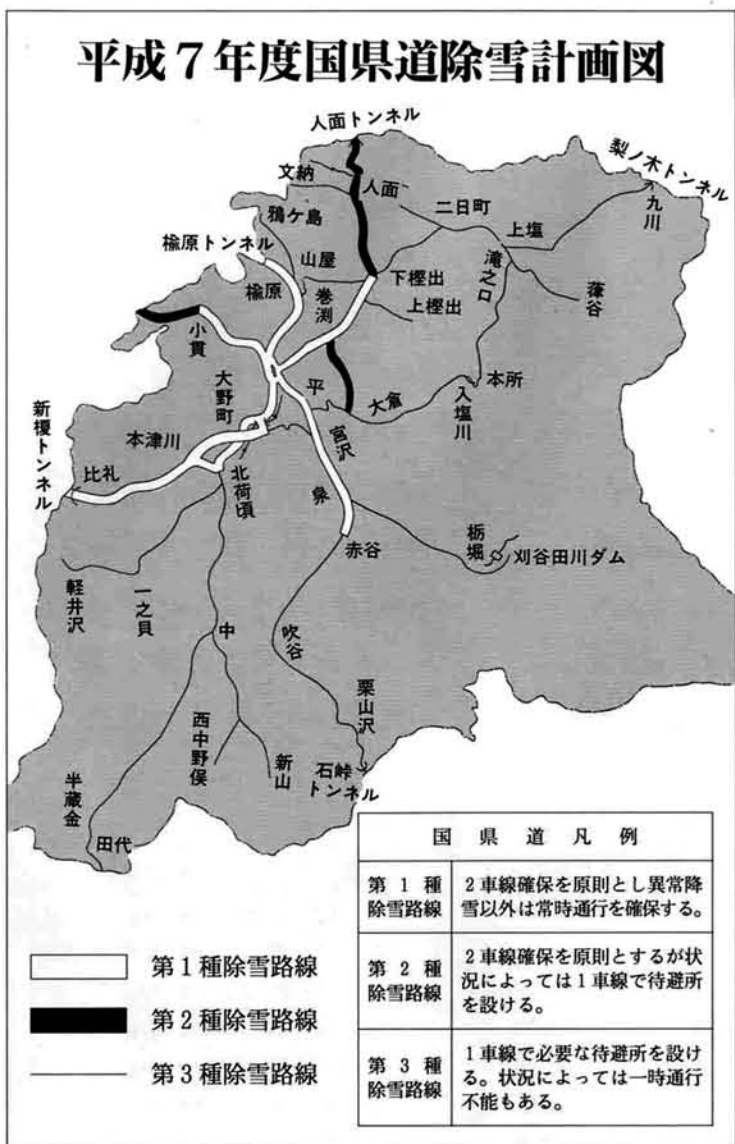 平成7年度国県道除雪計画図
人面トンネル
梨ノ木トンネル
文納
人面
二日町
上塩
九川
鴉ケ島
楡原トンネル
山屋
滝之口
楡原
巻渕
下樫出
上樫出
葎谷
小貫
大野町
平
大倉
本所
入塩川
新榎トンネル
本津川
宮沢
比礼
北荷頃
泉
栃堀
赤谷
刈谷田川ダム
軽井沢
一之貝
中
吹谷
栗山沢
西中野俣
新山
石峠
トンネル
半蔵金
田代
国県道凡例
第1種
除雪路線
2車線確保を原則とし異常降
雪以外は常時通行を確保する。
第2種
除雪路線
2車線確保を原則とするが状
況によっては1車線で待避所
を設ける。
第3種
除雪路線
1車線で必要な待避所を設け
る。状況によっては一時通行
不能もある。
第1種除雪路線
第2種除雪路線
第3種除雪路線